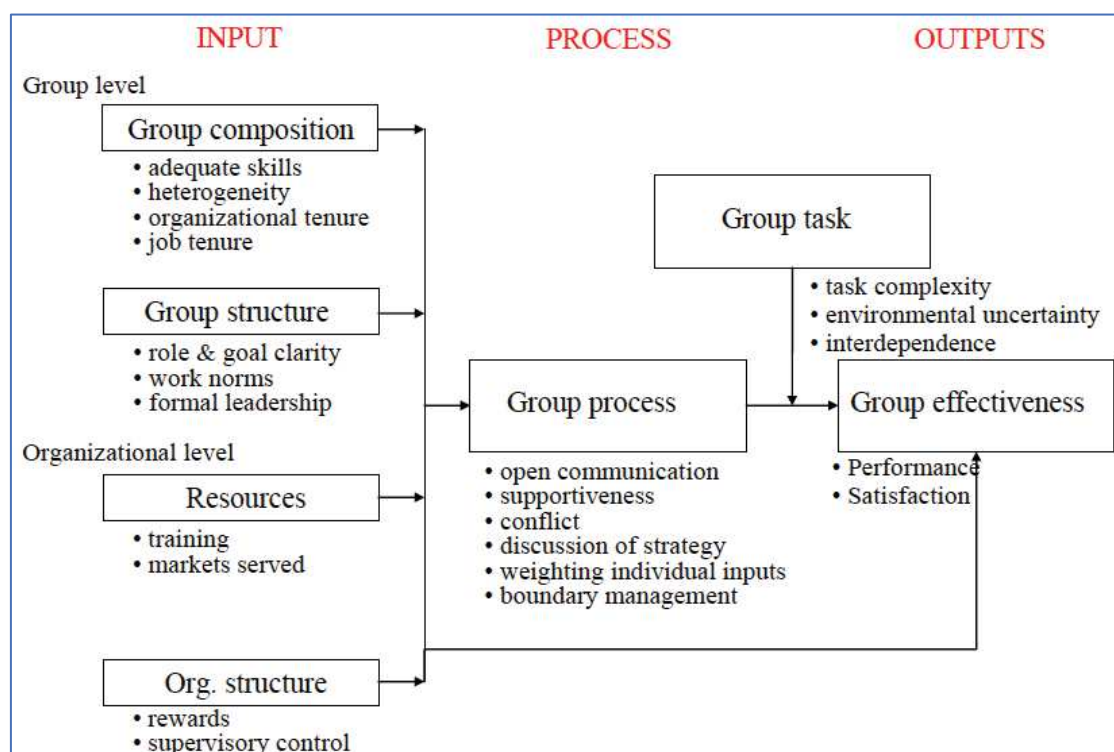 INPUT
PROCESS
OUTPUTS
Group level
Group composition
• adequate skills
• heterogeneity
• organizational tenure
• job tenure
Group structure
• role & goal clarity
• work norms
• formal leadership
Organizational level
Resources
• training
• markets served
Org. structure
• rewards
• supervisory control
Group process
• open communication
• supportiveness
• conflict
• discussion of strategy
• weighting individual inputs
• boundary management
Group task
• task complexity
• environmental uncertainty
• interdependence
Group effectiveness
• Performance
• Satisfaction